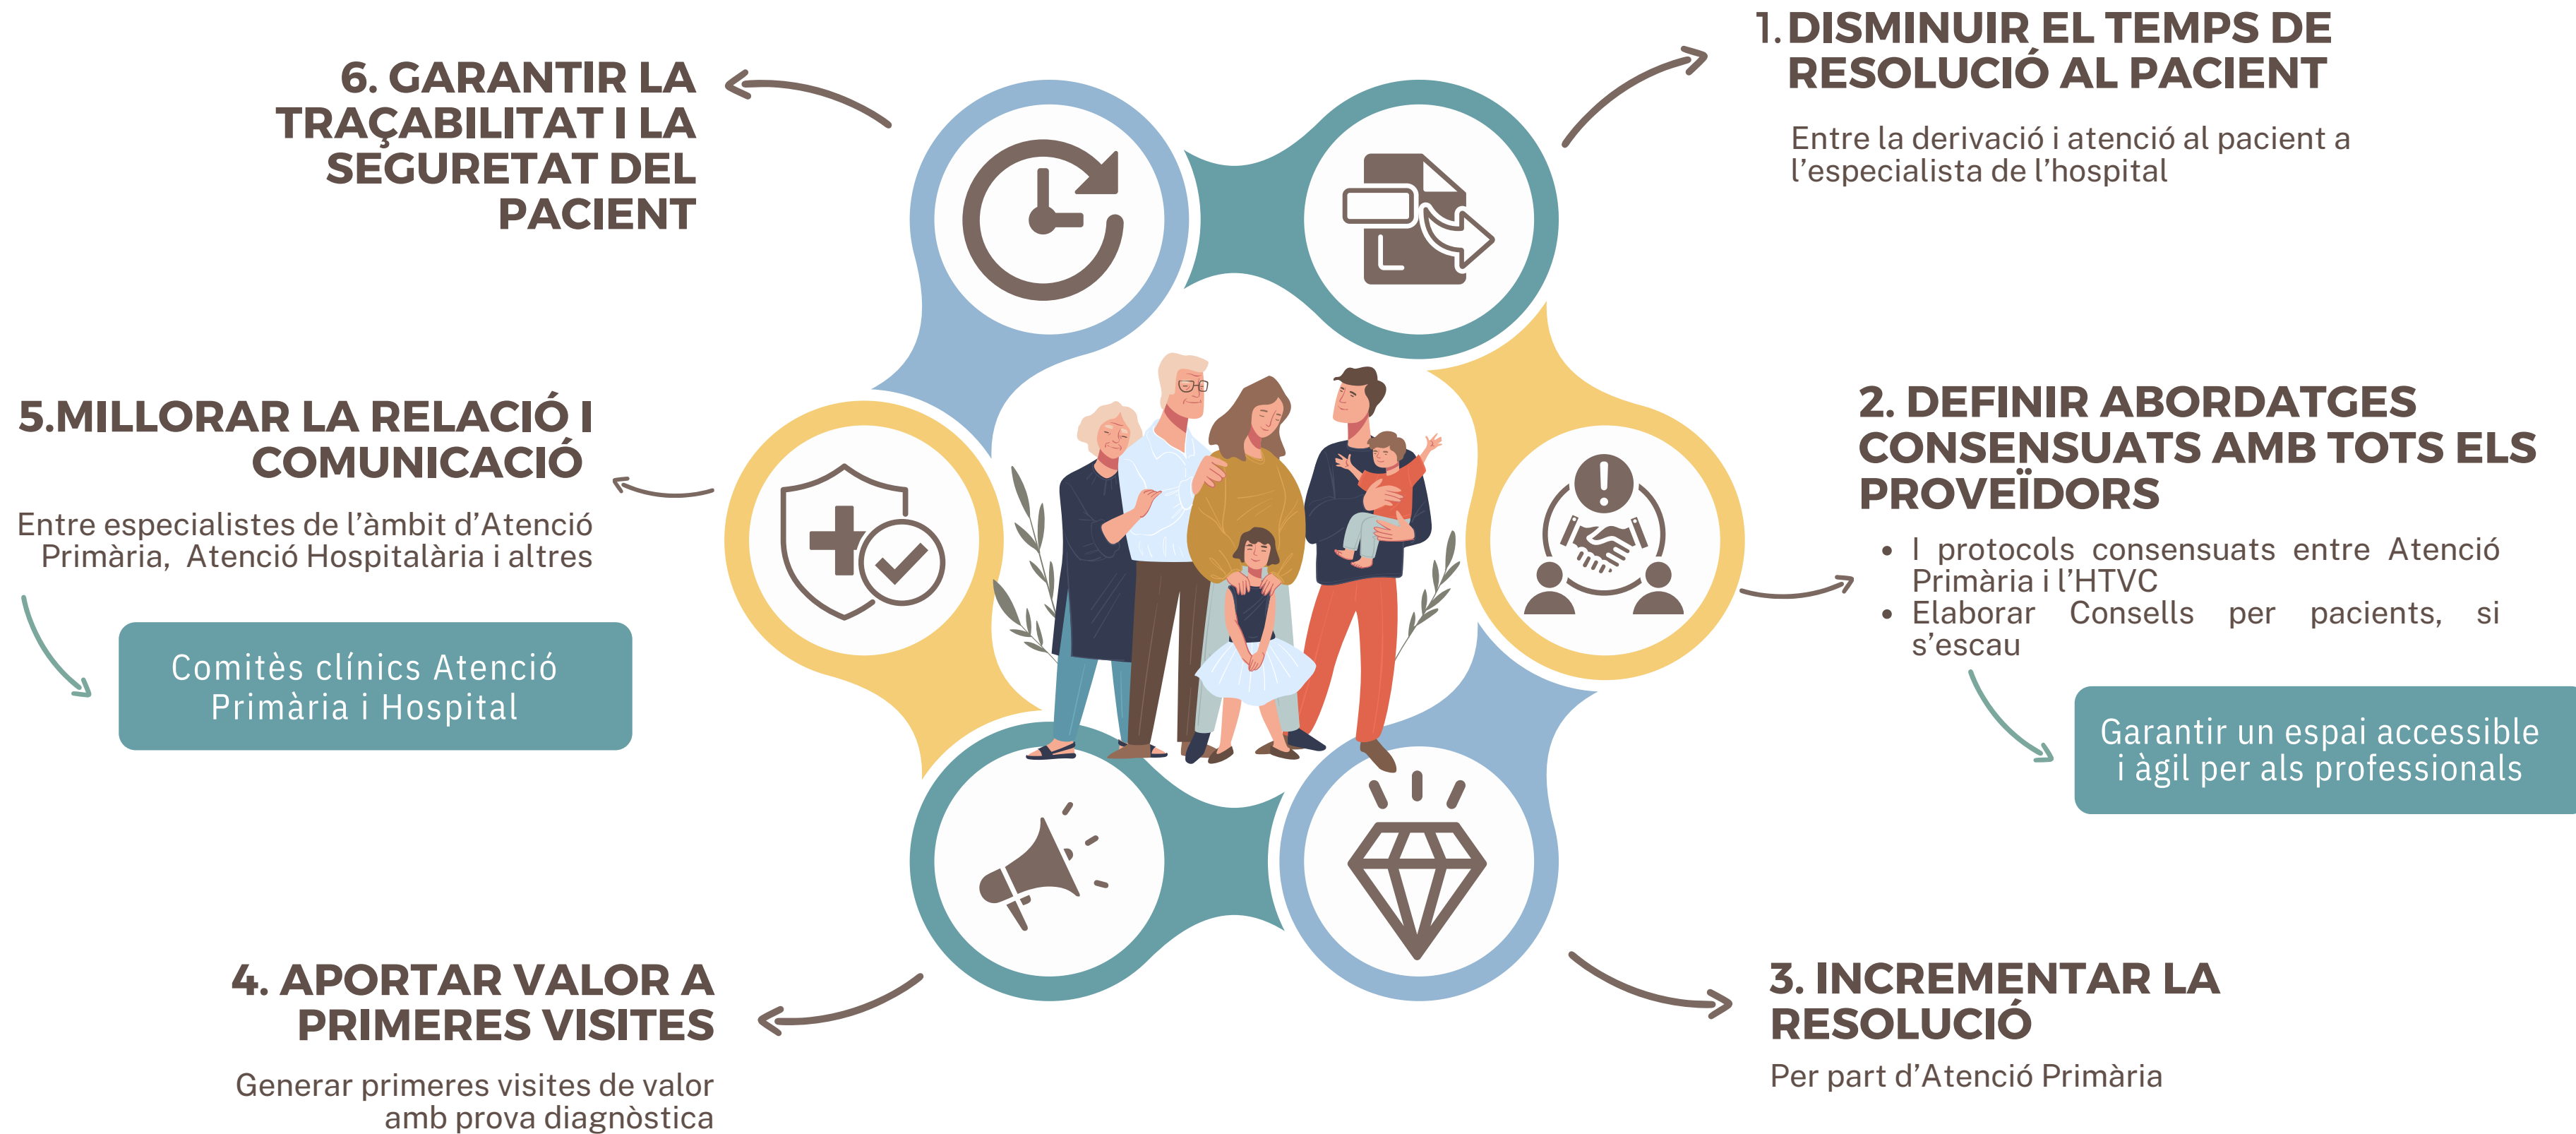 1. DISMINUIR EL TEMPS DE
RESOLUCIÓ AL PACIENT
Entre la derivació i atenció al pacient a
l’especialista de l’hospital
2. DEFINIR ABORDATGES
CONSENSUATS AMB TOTS ELS
PROVEÏDORS
• I protocols consensuats entre Atenció
Primària i l’HTVC
• Elaborar Consells per pacients, si
s’escau
Garantir un espai accessible
i àgil per als professionals
3. INCREMENTAR LA
RESOLUCIÓ
Per part d’Atenció Primària
4. APORTAR VALOR A
PRIMERES VISITES
Generar primeres visites de valor
amb prova diagnòstica
5.MILLORAR LA RELACIÓ I
COMUNICACIÓ
Entre especialistes de l’àmbit d’Atenció
Primària, Atenció Hospitalària i altres
Comitès clínics Atenció
Primària i Hospital
6. GARANTIR LA
TRAÇABILITAT I LA
SEGURETAT DEL
PACIENT